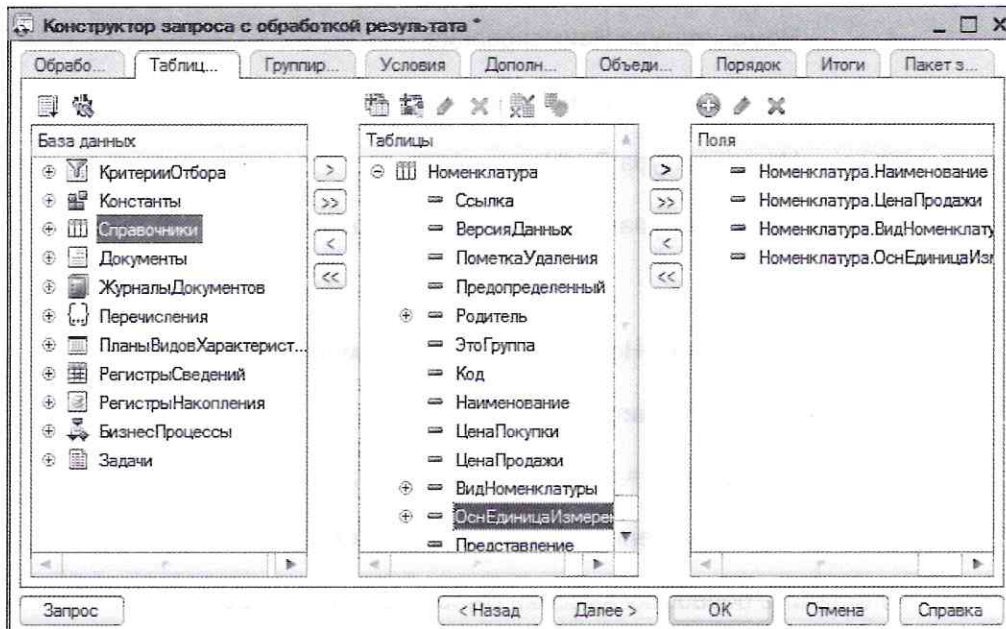 Конструктор запроса с обработкой результата *
Обрабо...
Таблиц...
Группир...
Условия
Дополн...
Объеди...
Порядок
Итоги
Пакет з...
База данных
КритерииОтбора
Константы
Справочники
Документы
ЖурналыДокументов
Перечисления
ПланыВидовХарактерист...
РегистрыСведений
РегистрыНакопления
БизнесПроцессы
Задачи
>
>>
<
<<
Таблицы
Номенклатура
Ссылка
ВерсияДанных
ПометкаУдаления
Предопределенный
Родитель
ЭтоГруппа
Код
Наименование
ЦенаПокупки
ЦенаПродажи
ВидНоменклатуры
ОснЕдиницаИзмерен
Представление
>
>>
<
<<
Поля
Номенклатура.Наименование
Номенклатура.ЦенаПродажи
Номенклатура.ВидНоменклату
Номенклатура.ОснЕдиницаИзм
Запрос
< Назад
Далее >
OK
Отмена
Справка